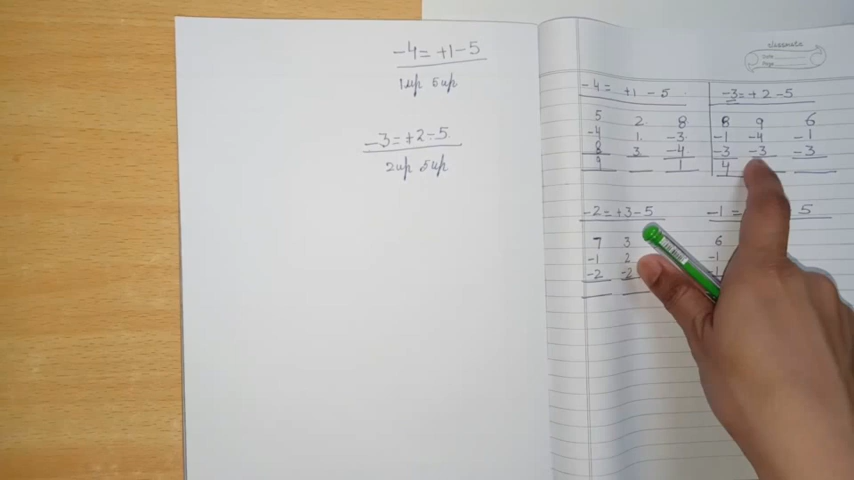 -4 = +1 -5
1up 5up
-3 = +2 -5
2up 5up
classmate
Date
Page
-4 = +1 -5
5 2 8
-4 1 -3
8 3 -4
9 1
-3 = +2 -5
8 9 6
-1 -4 -1
-3 -3 -3
4
-2 = +3 -5
7 3
-1 2
-2 -2
-1 = 5
6
-1